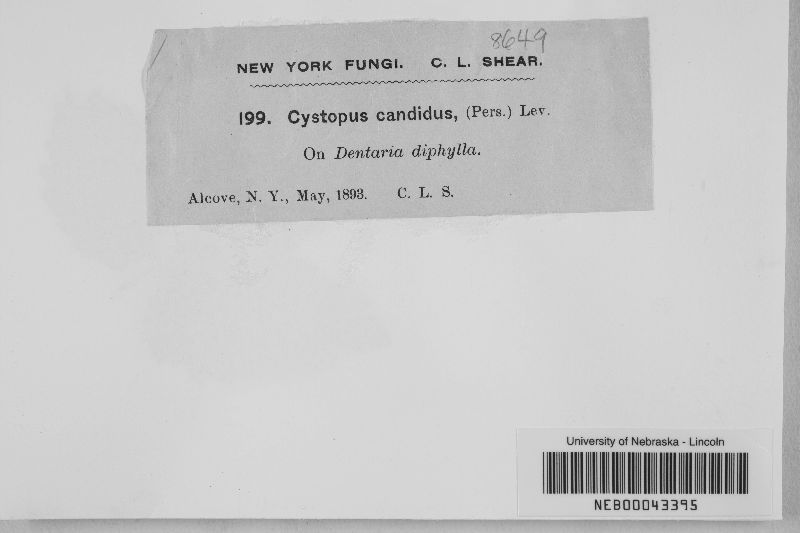 8649
NEW YORK FUNGI. C. L. SHEAR.
199. Cystopus candidus, (Pers.) Lev.
On Dentaria diphylla.
Alcove, N. Y., May, 1893. C. L. S.
University of Nebraska - Lincoln
NEB00043395